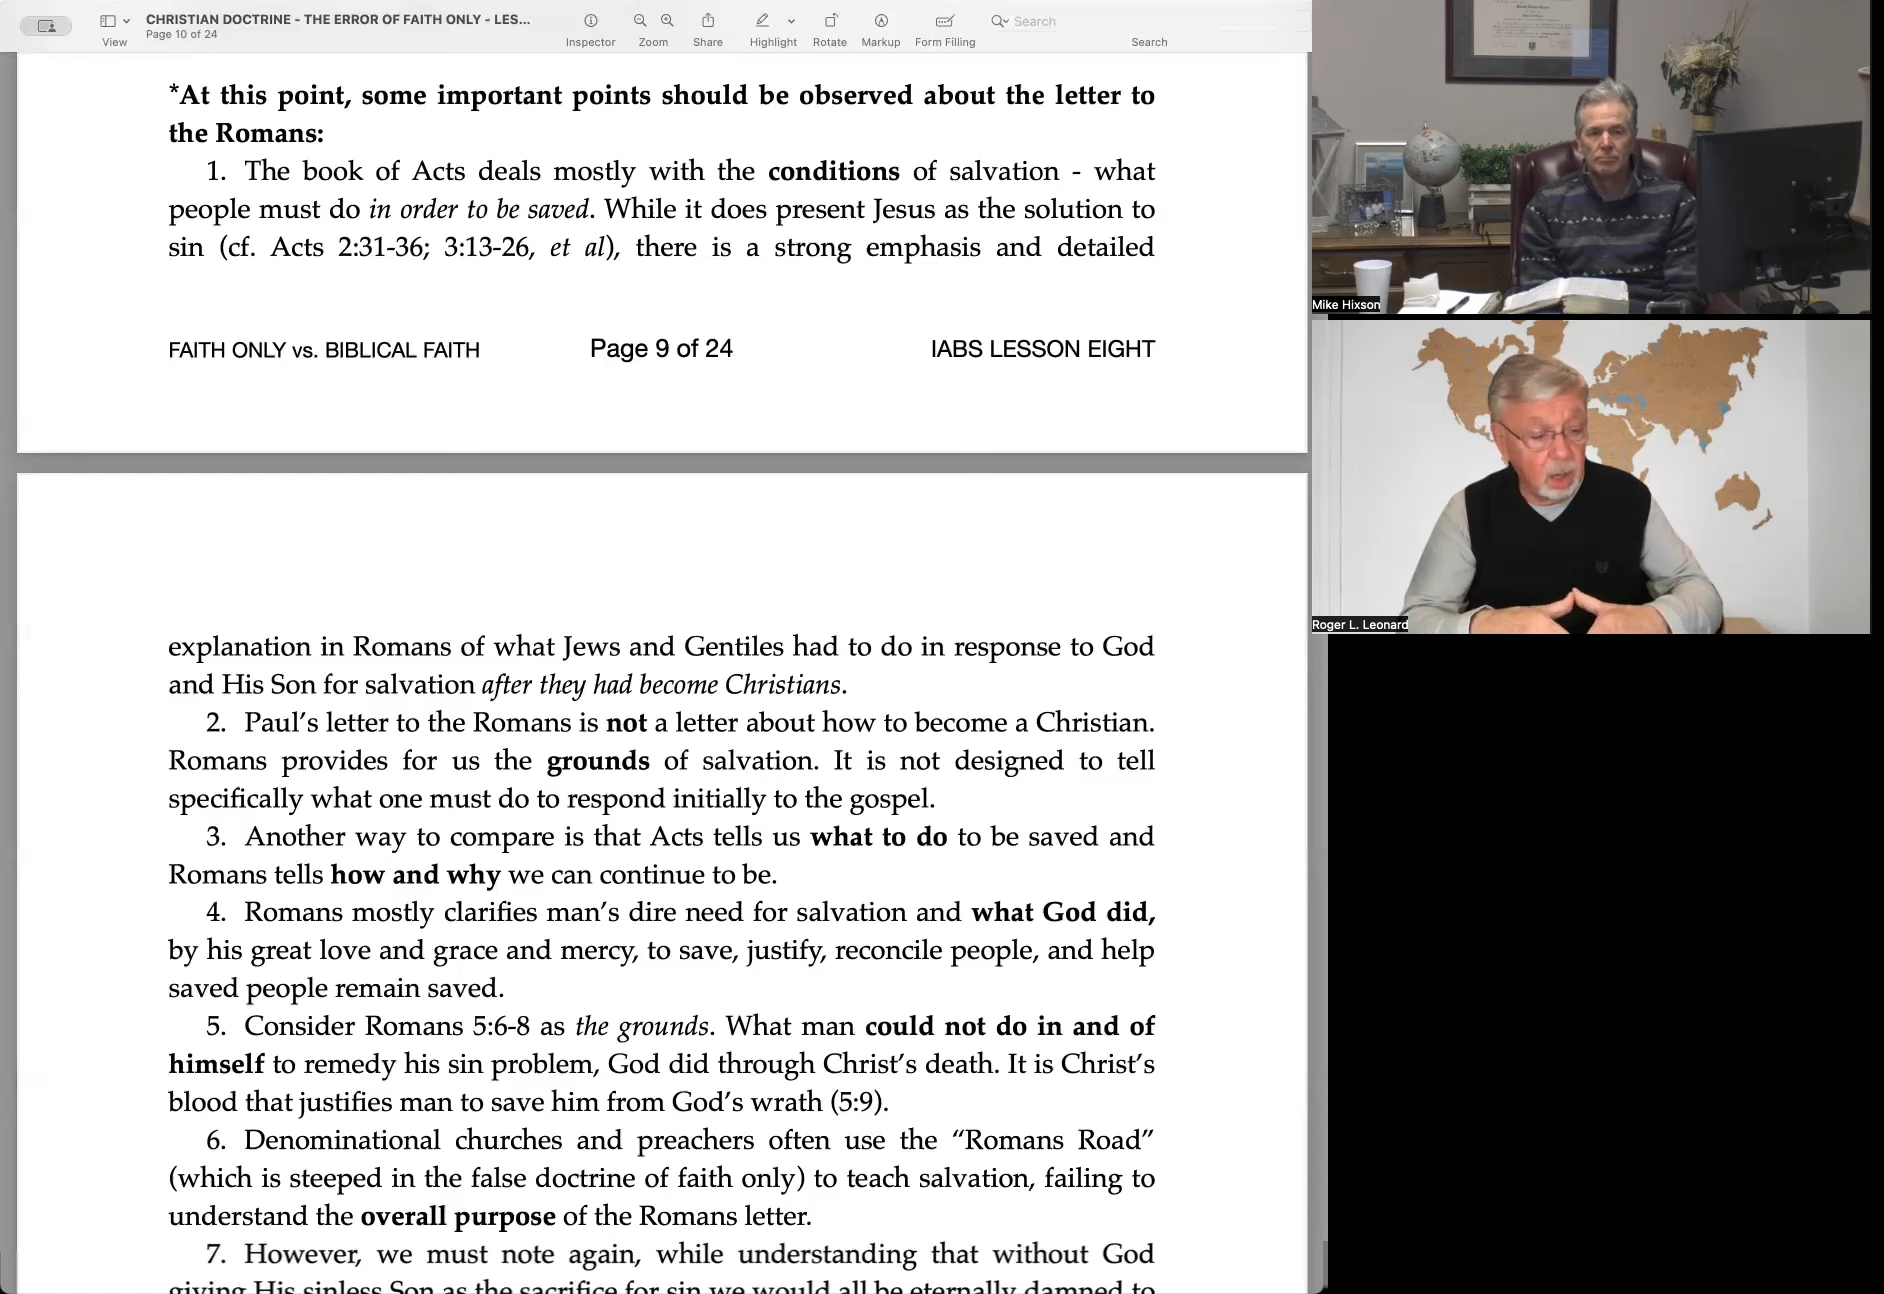 CHRISTIAN DOCTRINE - THE ERROR OF FAITH ONLY - LES...
Page 10 of 24
View
Inspector
Zoom
Share
Highlight
Rotate
Markup
Form Filling
Search
Search
*At this point, some important points should be observed about the letter to
the Romans:
1. The book of Acts deals mostly with the conditions of salvation - what
people must do in order to be saved. While it does present Jesus as the solution to
sin (cf. Acts 2:31-36; 3:13-26, et al), there is a strong emphasis and detailed
FAITH ONLY vs. BIBLICAL FAITH Page 9 of 24 IABS LESSON EIGHT
explanation in Romans of what Jews and Gentiles had to do in response to God
and His Son for salvation after they had become Christians.
2. Paul’s letter to the Romans is not a letter about how to become a Christian.
Romans provides for us the grounds of salvation. It is not designed to tell
specifically what one must do to respond initially to the gospel.
3. Another way to compare is that Acts tells us what to do to be saved and
Romans tells how and why we can continue to be.
4. Romans mostly clarifies man’s dire need for salvation and what God did,
by his great love and grace and mercy, to save, justify, reconcile people, and help
saved people remain saved.
5. Consider Romans 5:6-8 as the grounds. What man could not do in and of
himself to remedy his sin problem, God did through Christ’s death. It is Christ’s
blood that justifies man to save him from God’s wrath (5:9).
6. Denominational churches and preachers often use the “Romans Road”
(which is steeped in the false doctrine of faith only) to teach salvation, failing to
understand the overall purpose of the Romans letter.
7. However, we must note again, while understanding that without God
giving His sinless Son as the sacrifice for sin we would all be eternally damned to
Mike Hixson
Roger L. Leonard